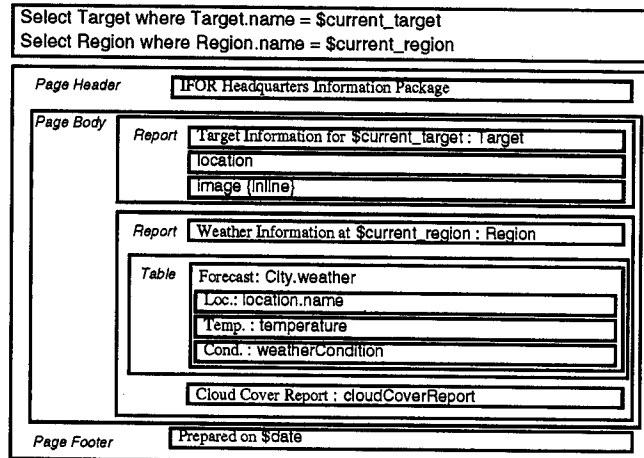 Select Target where Target.name = $current_target
Select Region where Region.name = $current_region
Page Header IFOR Headquarters Information Package
Page Body
Report Target Information for $current_target : Target
location
image {inline}
Report Weather Information at $current_region : Region
Table Forecast: City.weather
Loc.: location.name
Temp. : temperature
Cond. : weatherCondition
Cloud Cover Report : cloudCoverReport
Page Footer Prepared on $date